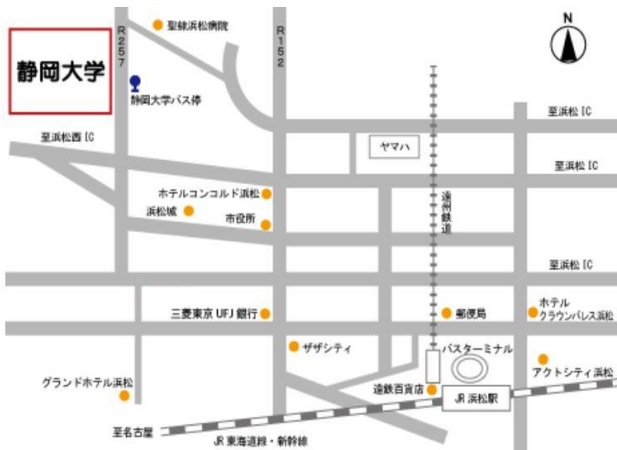 聖隷浜松病院
R257
R152
N
静岡大学
静岡大学バス停
至浜松IC
至浜松西IC
ヤマハ
至浜松IC
ホテルコンコルド浜松
遠州鉄道
浜松城
市役所
至浜松IC
三菱東京UFJ銀行
郵便局
ホテル
クラウンパレス浜松
ザザシティ
バスターミナル
アクトシティ浜松
グランドホテル浜松
遠鉄百貨店
JR浜松駅
至名古屋
JR東海道線・新幹線